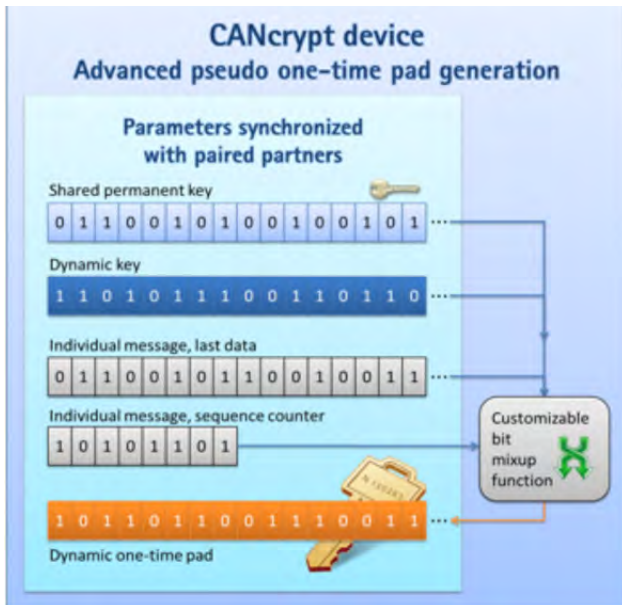 CANcrypt device
Advanced pseudo one-time pad generation
Parameters synchronized
with paired partners
Shared permanent key
0 1 1 0 0 1 0 1 0 0 1 0 0 1 0 1 ...
Dynamic key
1 1 0 1 0 1 1 1 0 0 1 1 0 1 1 0 ...
Individual message, last data
0 1 1 0 0 1 0 1 1 0 0 1 0 0 1 1 ...
Individual message, sequence counter
1 0 1 0 1 1 0 1
Customizable
bit
mixup
function
1 0 1 1 0 1 1 0 0 1 1 1 0 0 1 1 ...
Dynamic one-time pad